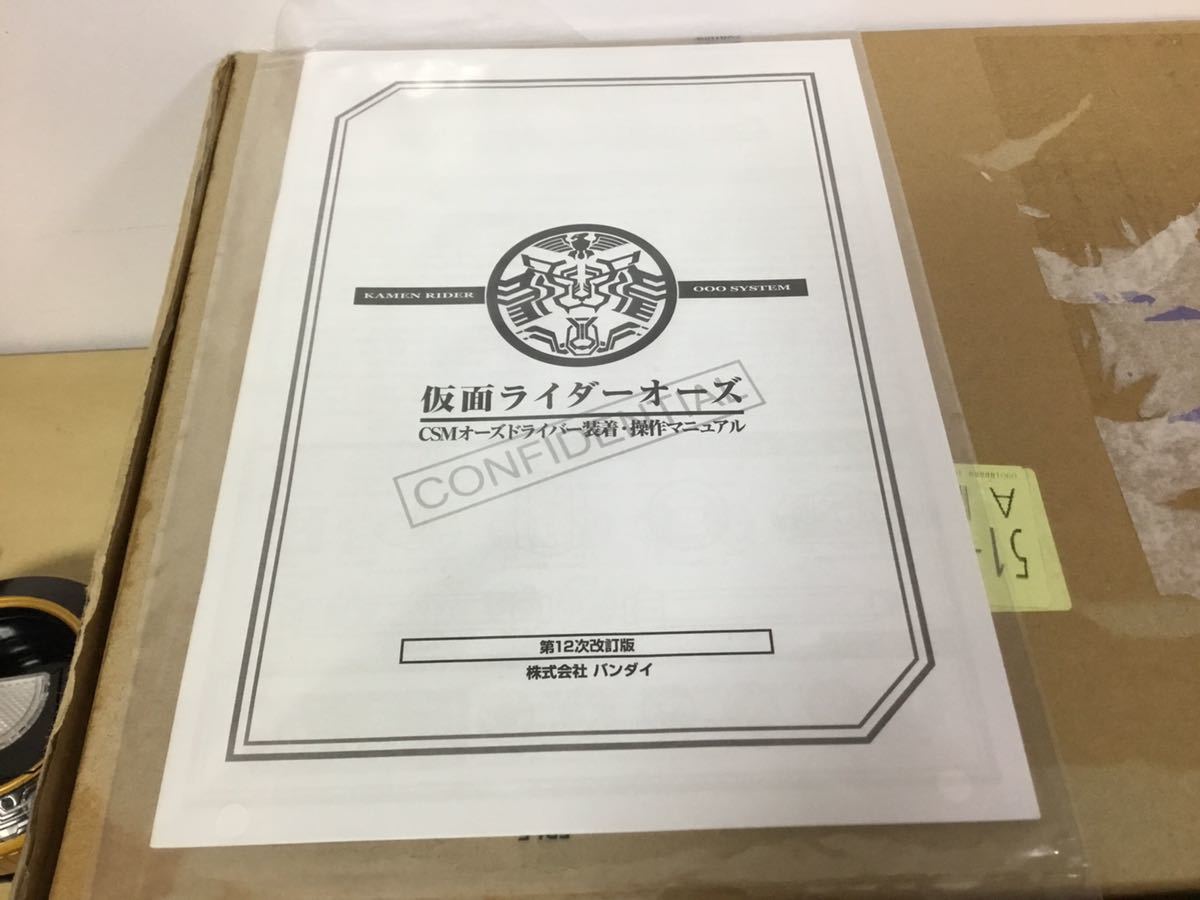 KAMEN RIDER
OOO SYSTEM
仮面ライダーオーズ
CSMオーズドライバー装着・操作マニュアル
CONFIDENTIAL
第12次改訂版
株式会社 バンダイ
A
51